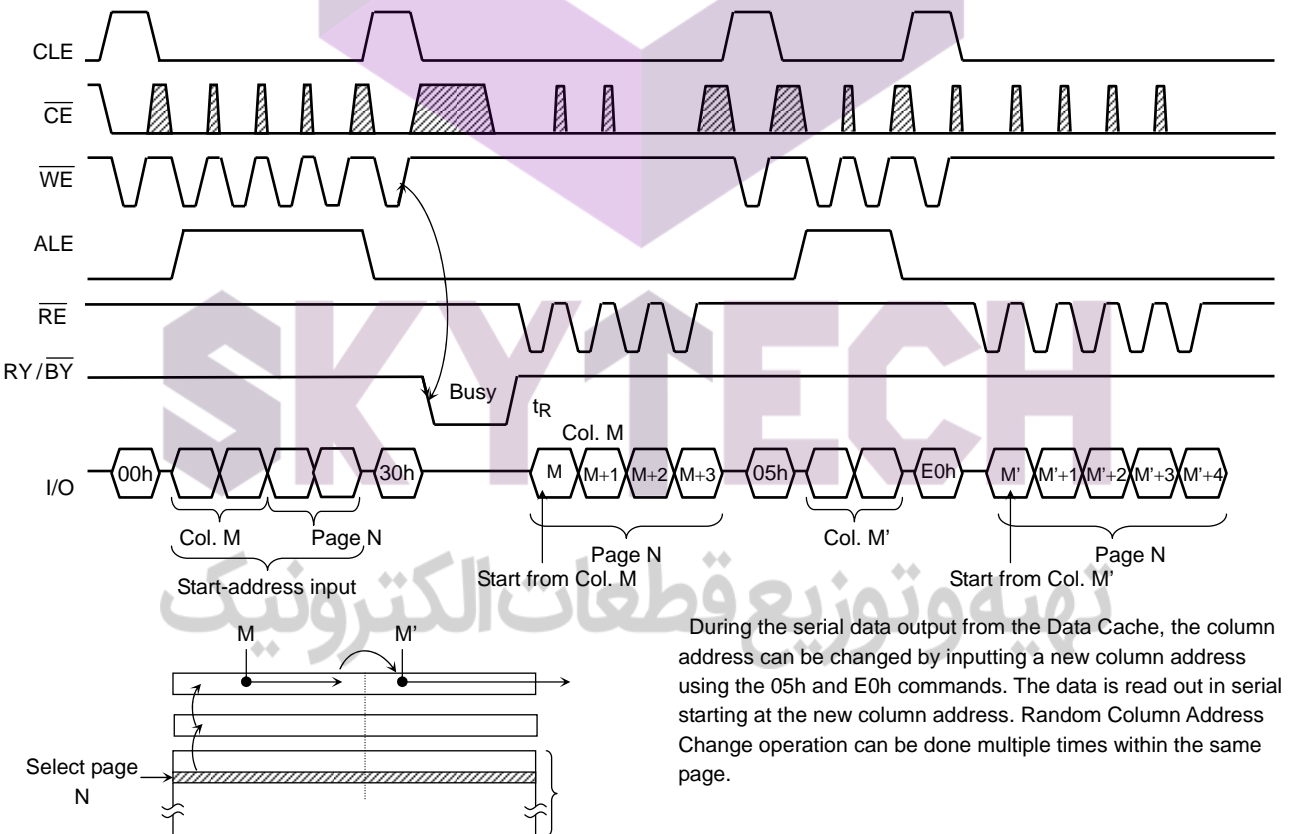 CLE
CE
WE
ALE
RE
RY/BY
Busy
tR
Col. M
I/O
00h
30h
M
M+1
M+2
M+3
05h
E0h
M'
M'+1
M'+2
M'+3
M'+4
Col. M
Page N
Start-address input
Page N
Start from Col. M
Col. M'
Page N
Start from Col. M'
SKYTECH
تهیه و توزیع قطعات الکترونیک
M
M'
Select page
N
During the serial data output from the Data Cache, the column
address can be changed by inputting a new column address
using the 05h and E0h commands. The data is read out in serial
starting at the new column address. Random Column Address
Change operation can be done multiple times within the same
page.